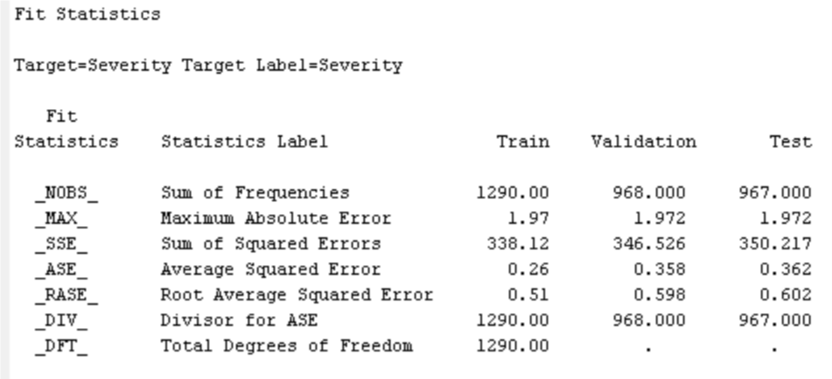 Fit Statistics
Target=Severity Target Label=Severity
Fit
Statistics Statistics Label Train Validation Test
_NOBS_ Sum of Frequencies 1290.00 968.000 967.000
_MAX_ Maximum Absolute Error 1.97 1.972 1.972
_SSE_ Sum of Squared Errors 338.12 346.526 350.217
_ASE_ Average Squared Error 0.26 0.358 0.362
_RASE_ Root Average Squared Error 0.51 0.598 0.602
_DIV_ Divisor for ASE 1290.00 968.000 967.000
_DFT_ Total Degrees of Freedom 1290.00 . .